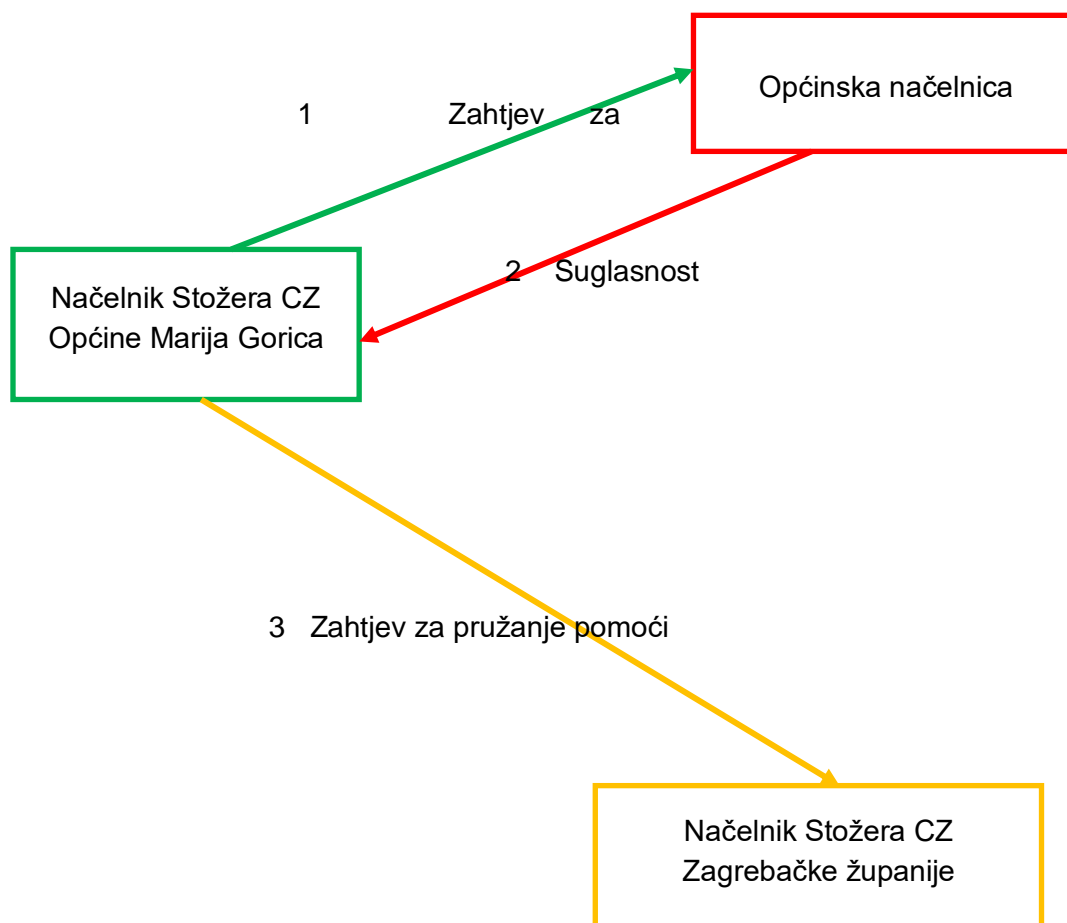 Općinska načelnica
1 Zahtjev za
2 Suglasnost
Načelnik Stožera CZ
Općine Marija Gorica
3 Zahtjev za pružanje pomoći
Načelnik Stožera CZ
Zagrebačke županije